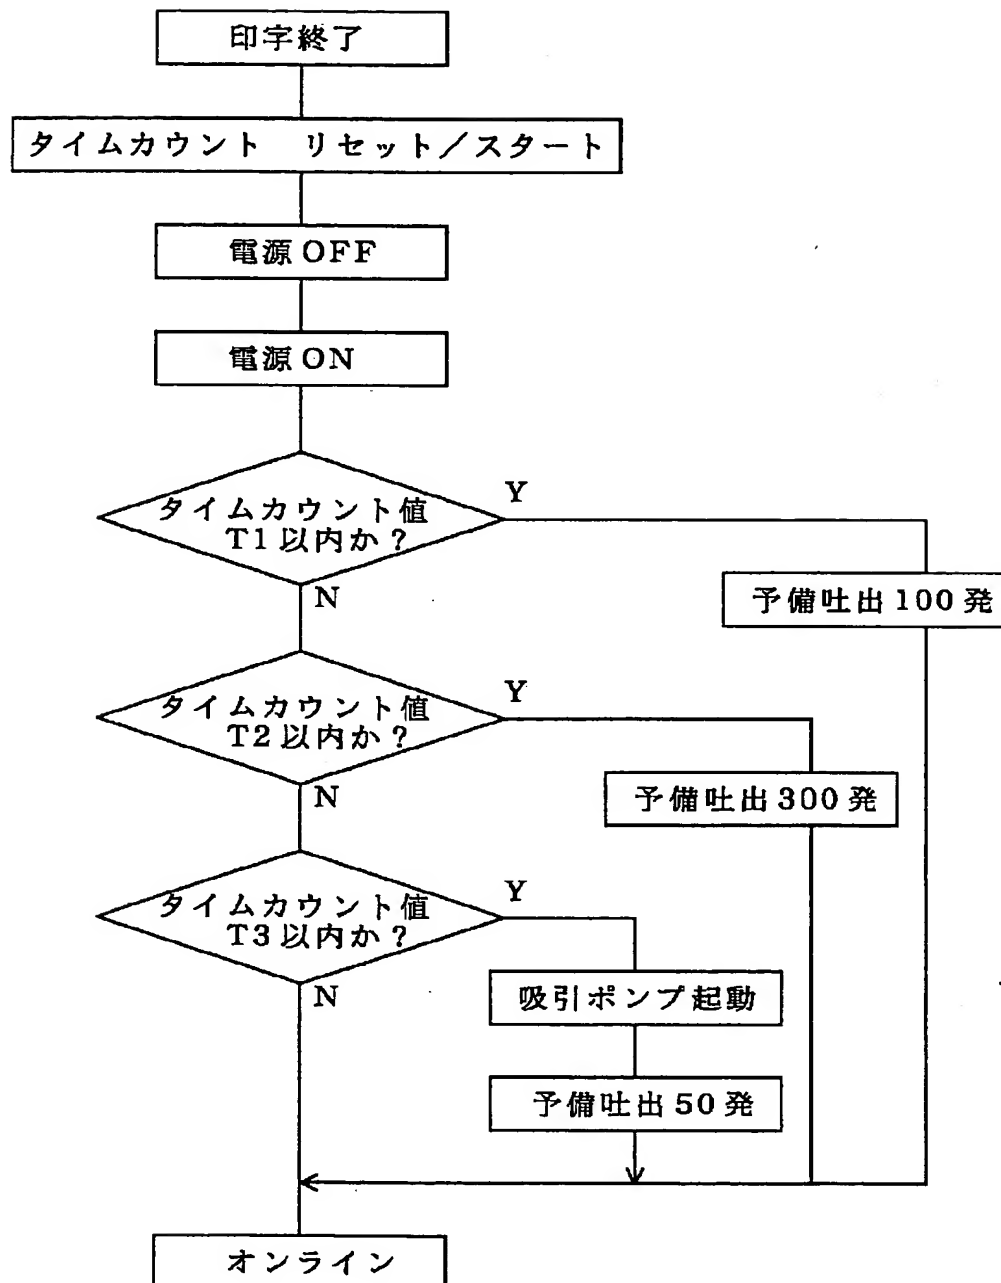 印字終了
タイムカウント　リセット／スタート
電源OFF
電源ON
タイムカウント値
T1以内か？
Y
予備吐出100発
N
タイムカウント値
T2以内か？
Y
予備吐出300発
N
タイムカウント値
T3以内か？
Y
吸引ポンプ起動
予備吐出50発
N
オンライン